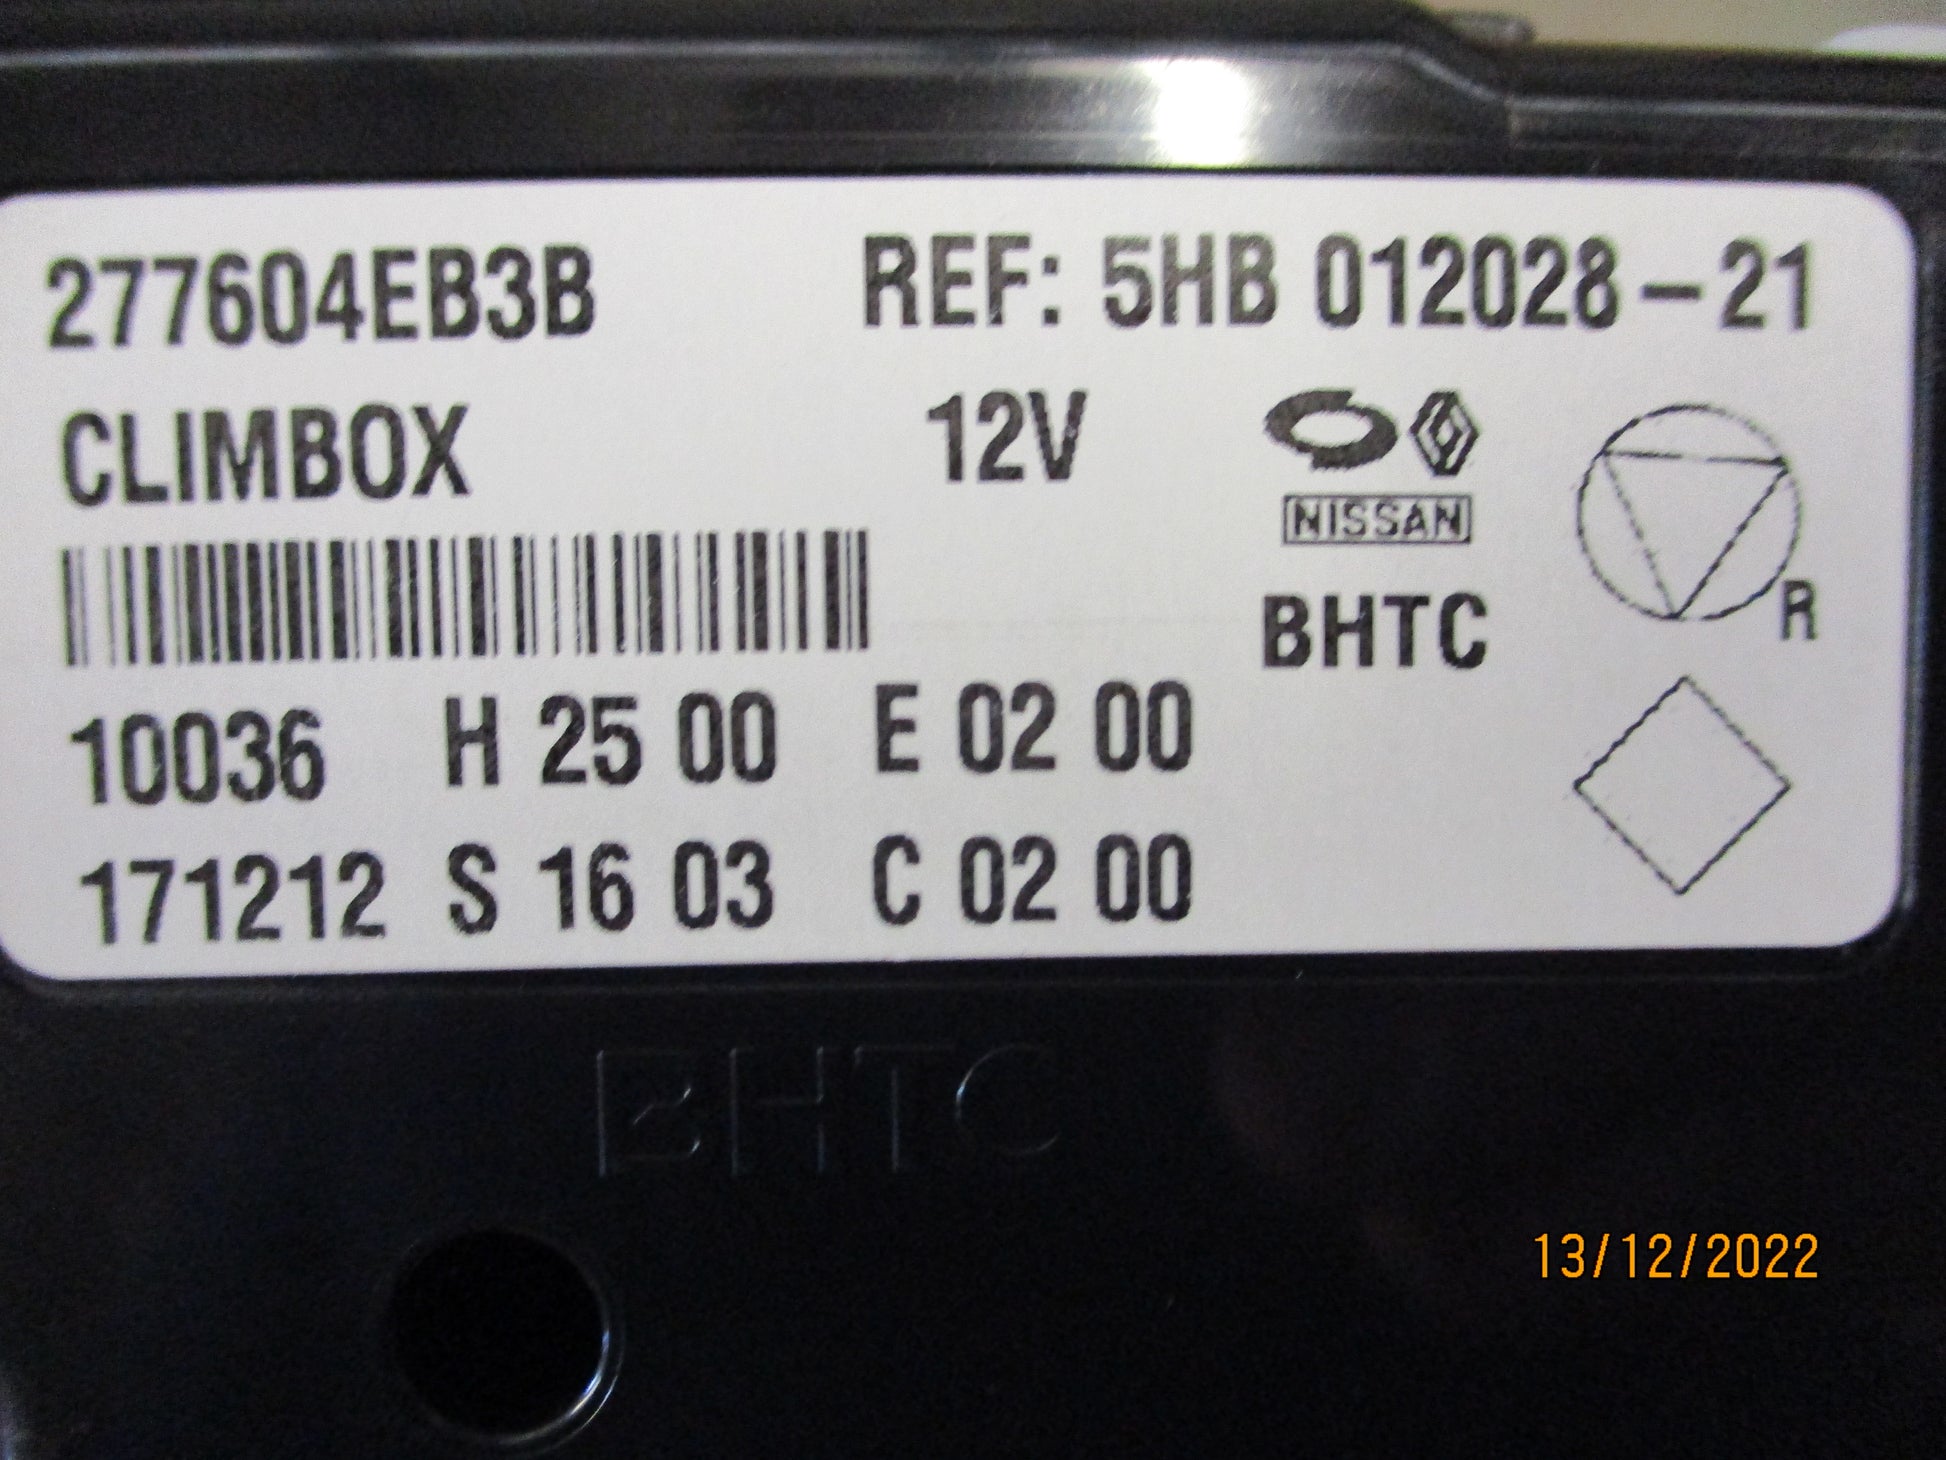 277604EB3B REF: 5HB 012028-21
CLIMBOX 12V
NISSAN
BHTC
R
10036 H 25 00 E 02 00
171212 S 16 03 C 02 00
BHTC
13/12/2022